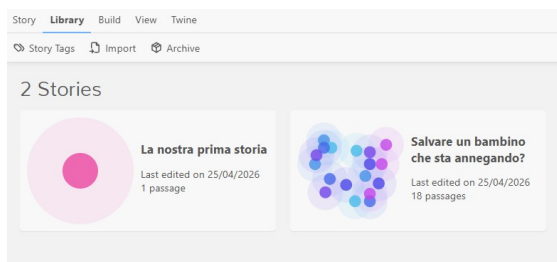 Story Library Build View Twine
Story Tags Import Archive
2 Stories
La nostra prima storia
Last edited on 25/04/2026
1 passage
Salvare un bambino
che sta annegando?
Last edited on 25/04/2026
18 passages